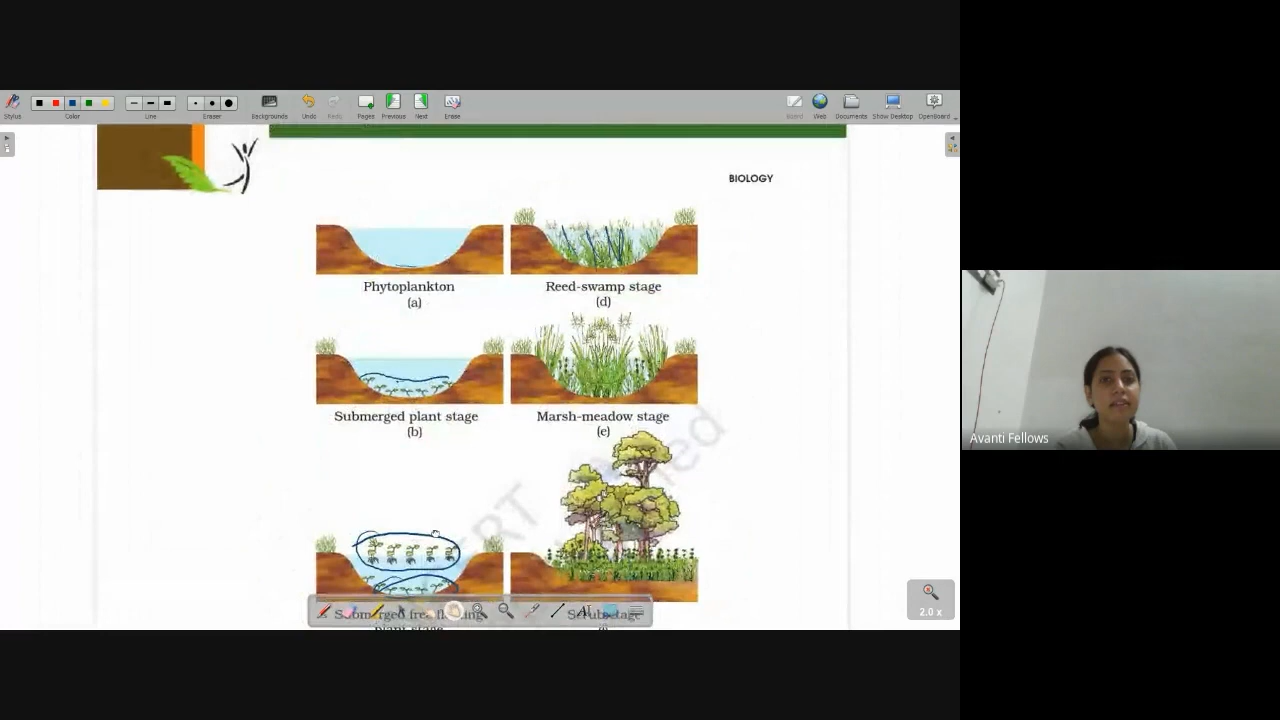 Stylus Color Line Eraser Backgrounds Undo Redo Pages Previous Next Erase Board Web Documents Show Desktop OpenBoard
BIOLOGY
Phytoplankton
(a)
Reed-swamp stage
(d)
Submerged plant stage
(b)
Marsh-meadow stage
(e)
Avanti Fellows
2.0 x